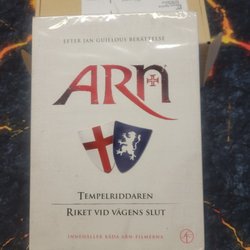 EFTER JAN GUILLOUS BERÄTTELSE
ARN
TEMPELRIDDAREN
RIKET VID VÄGENS SLUT
INNEHÅLLER BÅDA ARN-FILMERNA